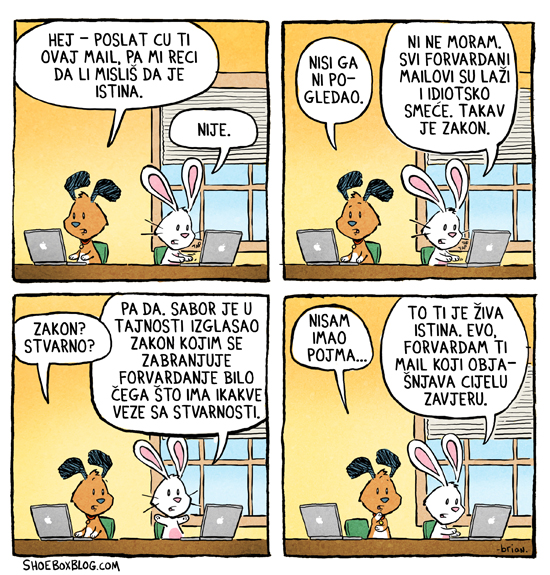 HEJ – POSLAT ĆU TI
OVAJ MAIL, PA MI RECI
DA LI MISLIŠ DA JE
ISTINA.
NIJE.
NISI GA
NI PO-
GLEDAO.
NI NE MORAM.
SVI FORVARDANI
MAILOVI SU LAŽI
I IDIOTSKO
SMEĆE. TAKAV
JE ZAKON.
ZAKON?
STVARNO?
PA DA. SABOR JE U
TAJNOSTI IZGLASAO
ZAKON KOJIM SE
ZABRANJUJE
FORVARDANJE BILO
ČEGA ŠTO IMA IKAKVE
VEZE SA STVARNOSTI.
NISAM
IMAO
POJMA...
TO TI JE ŽIVA
ISTINA. EVO,
FORVARDAM TI
MAIL KOJI OBJA-
ŠNJAVA CIJELU
ZAVJERU.
-brian.
SHOEBOXBLOG.COM